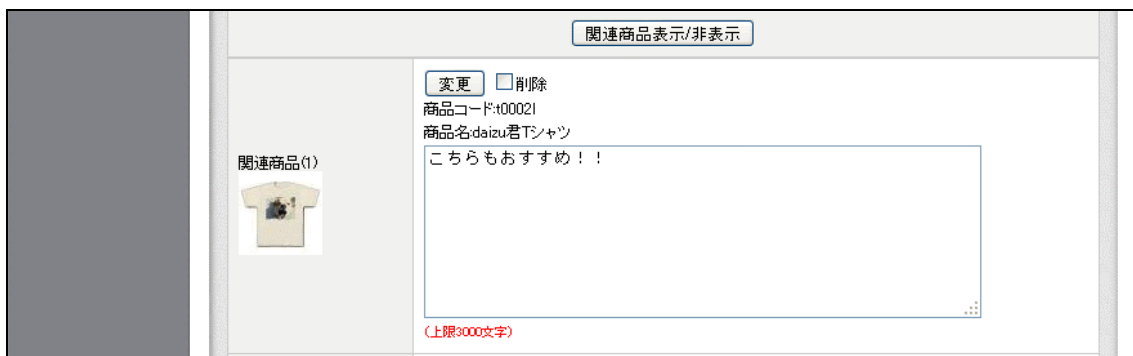 関連商品表示/非表示
変更 削除
商品コード:t0002l
商品名:daizu君Tシャツ
関連商品(1)
こちらもおすすめ！！
(上限3000文字)